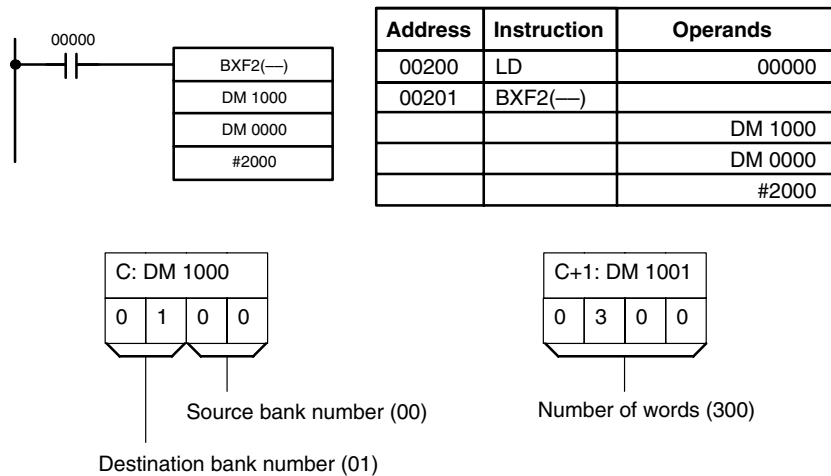 00000
BXF2(—)
DM 1000
DM 0000
#2000
Address Instruction Operands
00200 LD 00000
00201 BXF2(—)
DM 1000
DM 0000
#2000
C: DM 1000
0 1 0 0
Source bank number (00)
Destination bank number (01)
C+1: DM 1001
0 3 0 0
Number of words (300)